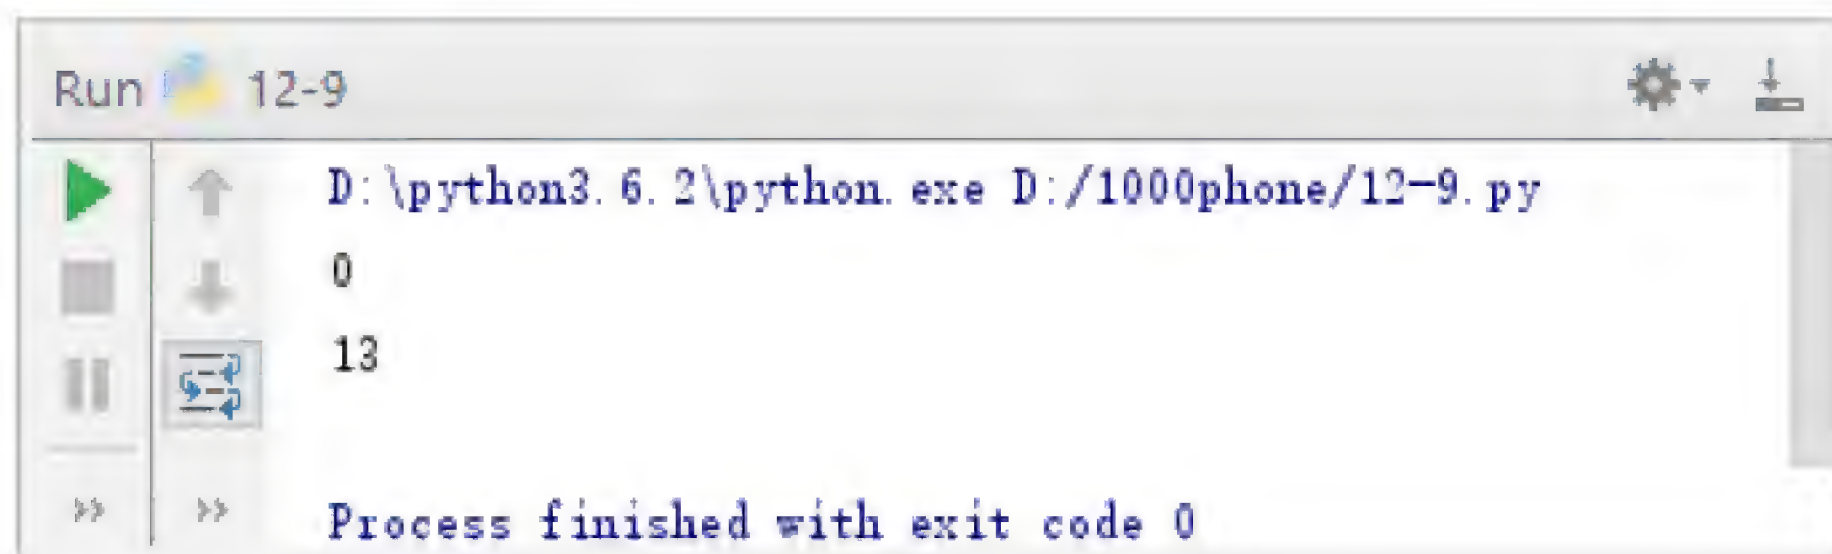 Run 12-9
D:\python3.6.2\python.exe D:/1000phone/12-9.py
0
13
Process finished with exit code 0